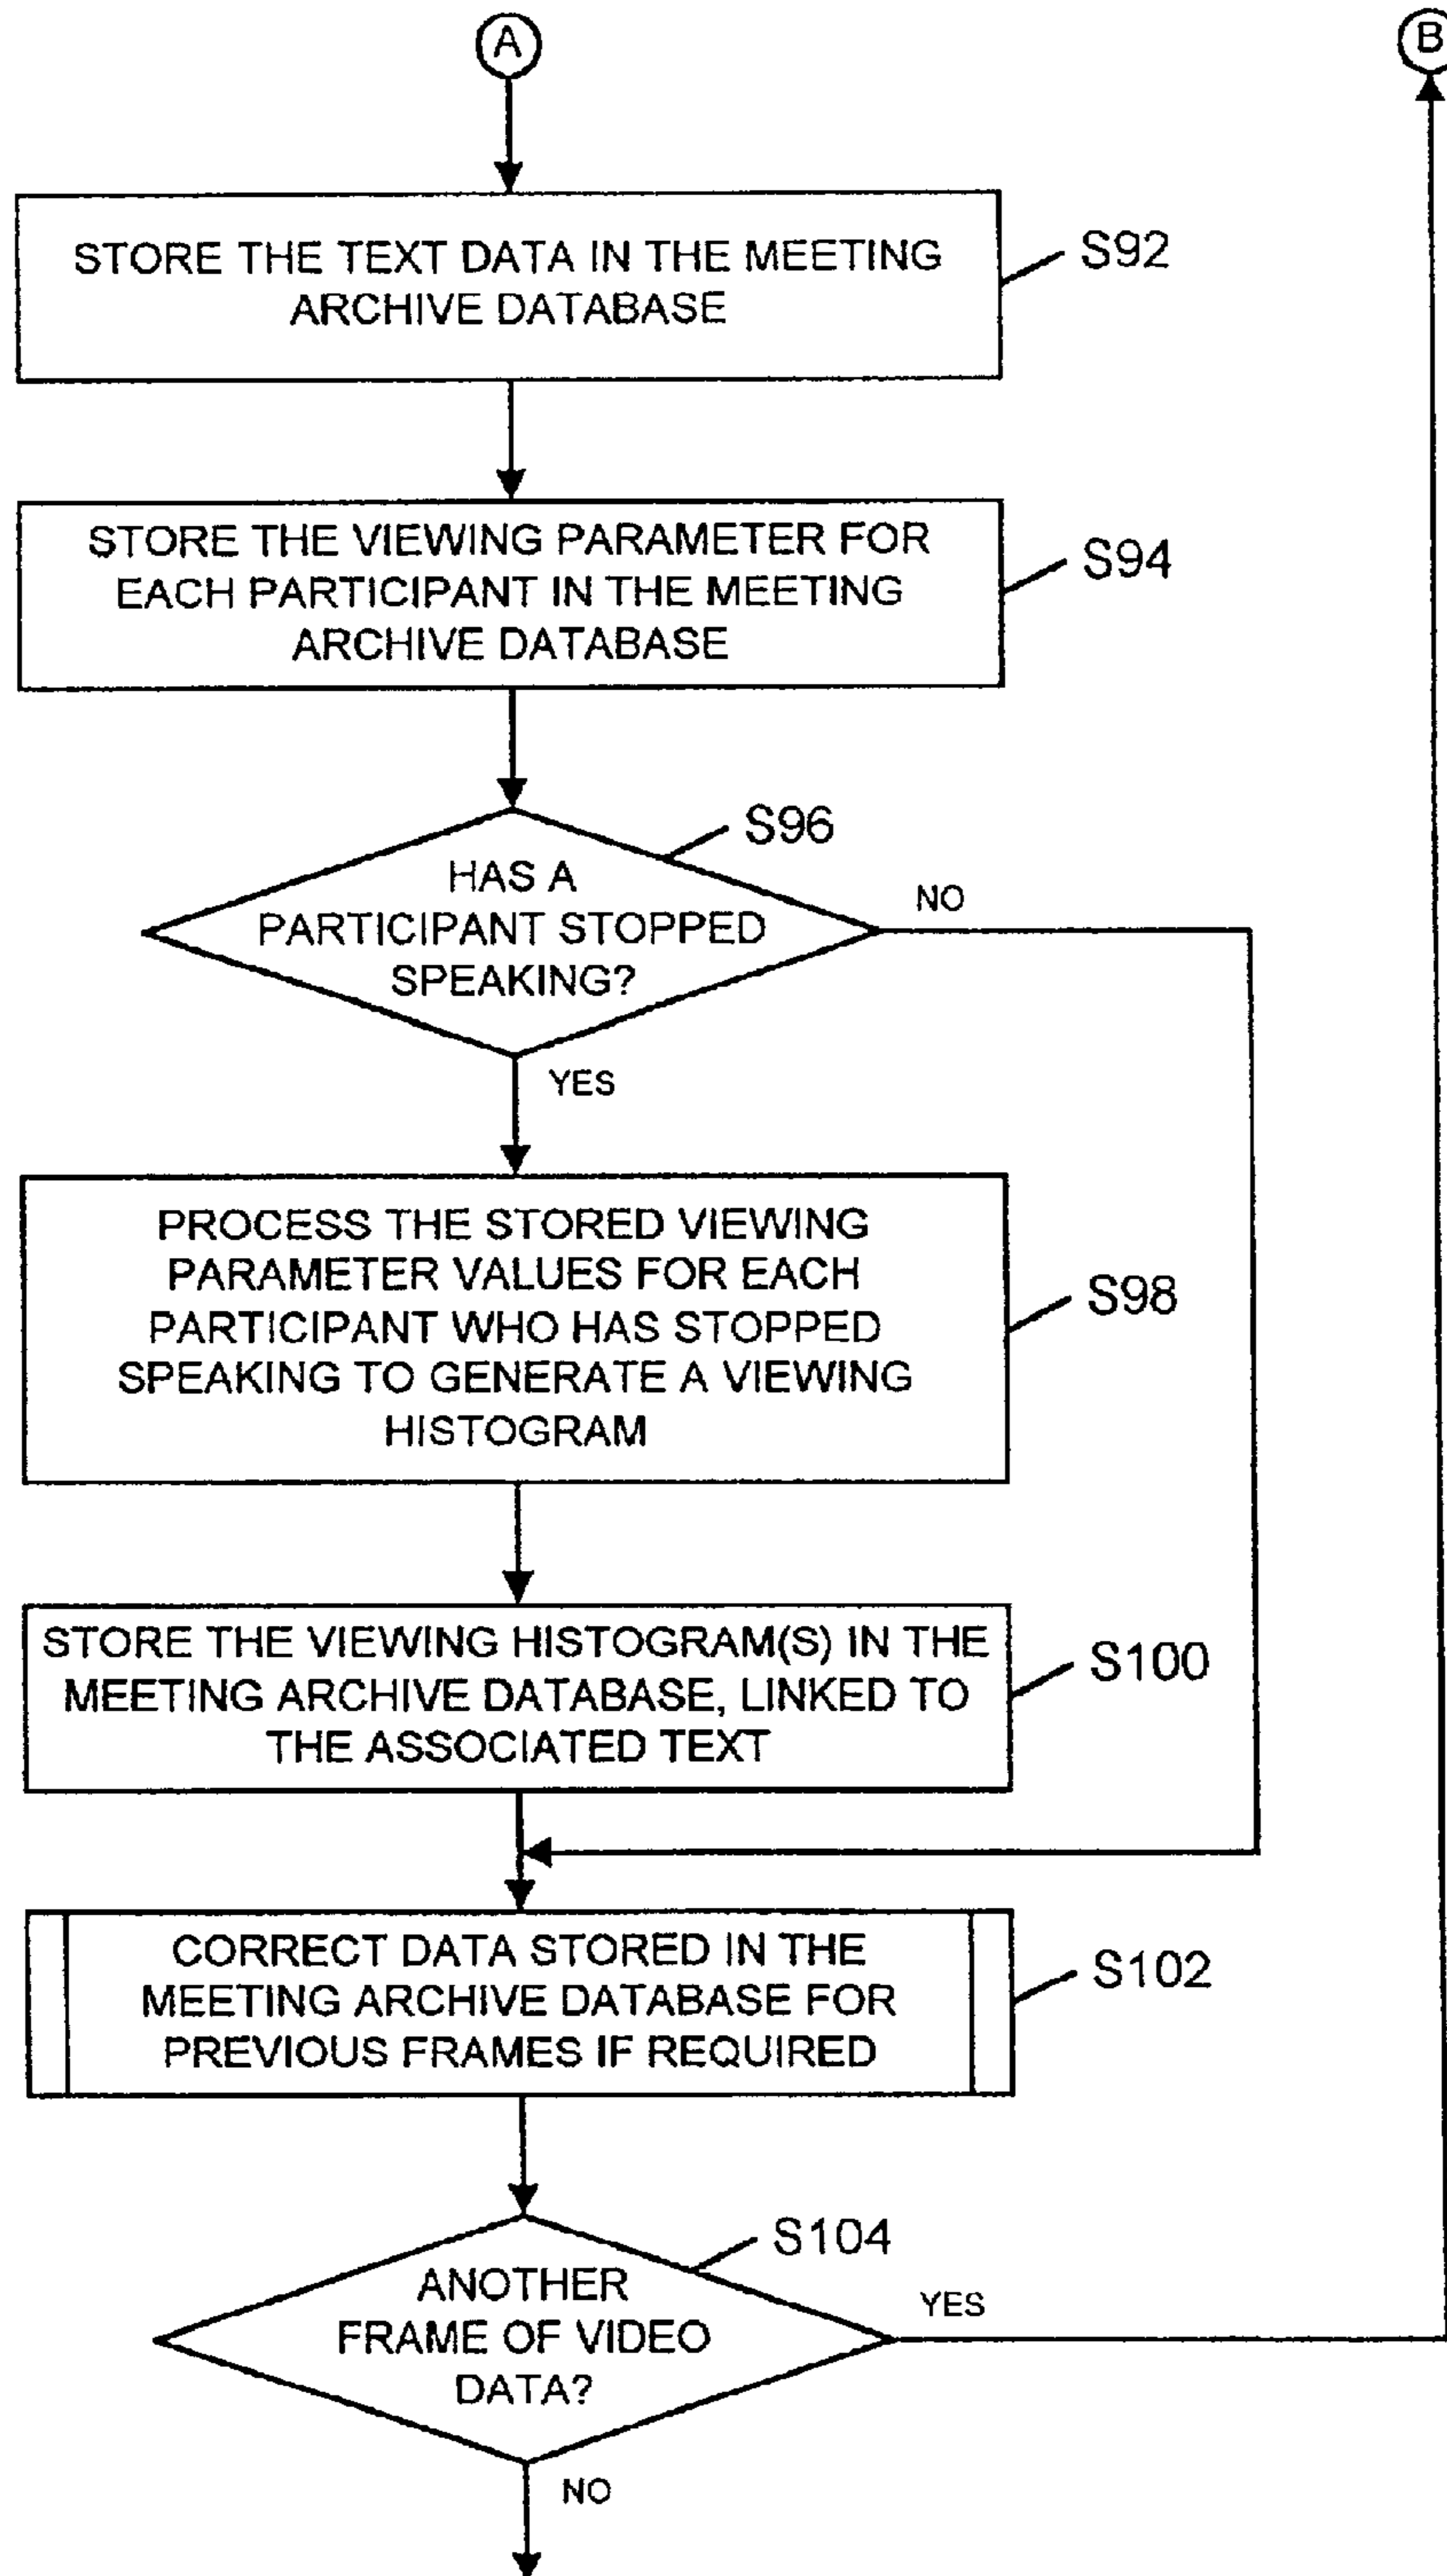 A
B
STORE THE TEXT DATA IN THE MEETING
ARCHIVE DATABASE
S92
STORE THE VIEWING PARAMETER FOR
EACH PARTICIPANT IN THE MEETING
ARCHIVE DATABASE
S94
S96
HAS A
PARTICIPANT STOPPED
SPEAKING?
NO
YES
PROCESS THE STORED VIEWING
PARAMETER VALUES FOR EACH
PARTICIPANT WHO HAS STOPPED
SPEAKING TO GENERATE A VIEWING
HISTOGRAM
S98
STORE THE VIEWING HISTOGRAM(S) IN THE
MEETING ARCHIVE DATABASE, LINKED TO
THE ASSOCIATED TEXT
S100
CORRECT DATA STORED IN THE
MEETING ARCHIVE DATABASE FOR
PREVIOUS FRAMES IF REQUIRED
S102
S104
ANOTHER
FRAME OF VIDEO
DATA?
YES
NO